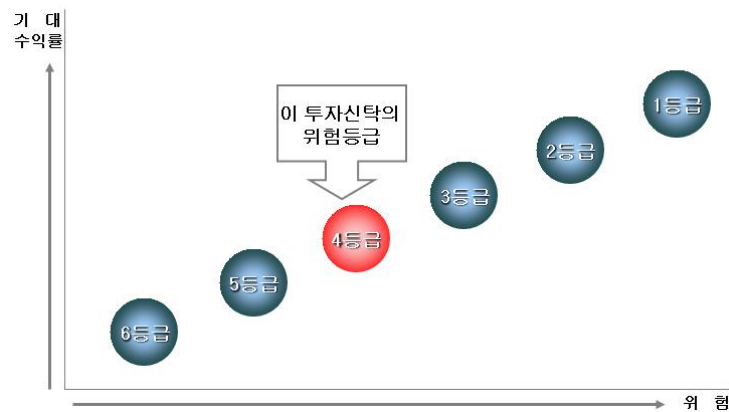 기 대
수익률
이 투자신탁의
위험등급
1등급
2등급
3등급
4등급
5등급
6등급
위 험